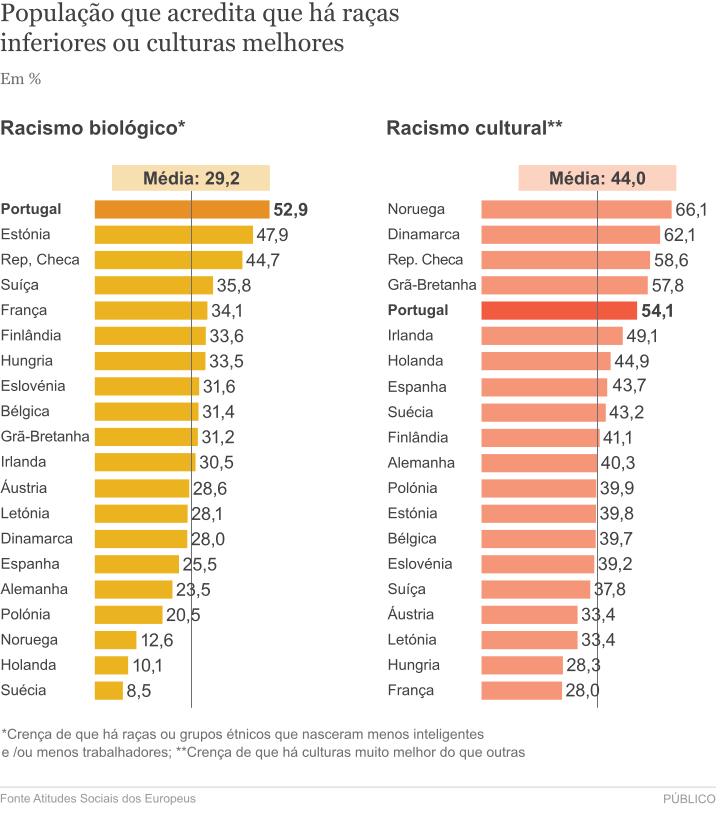 População que acredita que há raças
inferiores ou culturas melhores
Em %
Racismo biológico*
Média: 29,2
Portugal 52,9
Estónia 47,9
Rep, Checa 44,7
Suíça 35,8
França 34,1
Finlândia 33,6
Hungria 33,5
Eslovénia 31,6
Bélgica 31,4
Grã-Bretanha 31,2
Irlanda 30,5
Áustria 28,6
Letónia 28,1
Dinamarca 28,0
Espanha 25,5
Alemanha 23,5
Polónia 20,5
Noruega 12,6
Holanda 10,1
Suécia 8,5
Racismo cultural**
Média: 44,0
Noruega 66,1
Dinamarca 62,1
Rep. Checa 58,6
Grã-Bretanha 57,8
Portugal 54,1
Irlanda 49,1
Holanda 44,9
Espanha 43,7
Suécia 43,2
Finlândia 41,1
Alemanha 40,3
Polónia 39,9
Estónia 39,8
Bélgica 39,7
Eslovénia 39,2
Suíça 37,8
Áustria 33,4
Letónia 33,4
Hungria 28,3
França 28,0
*Crença de que há raças ou grupos étnicos que nasceram menos inteligentes
e /ou menos trabalhadores; **Crença de que há culturas muito melhor do que outras
Fonte Atitudes Sociais dos Europeus
PÚBLICO